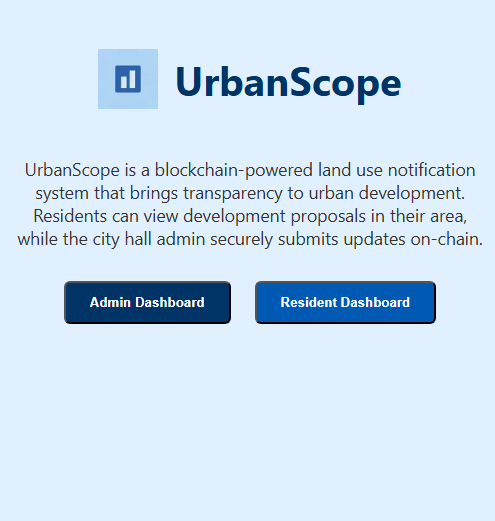 UrbanScope
UrbanScope is a blockchain-powered land use notification
system that brings transparency to urban development.
Residents can view development proposals in their area,
while the city hall admin securely submits updates on-chain.
Admin Dashboard
Resident Dashboard